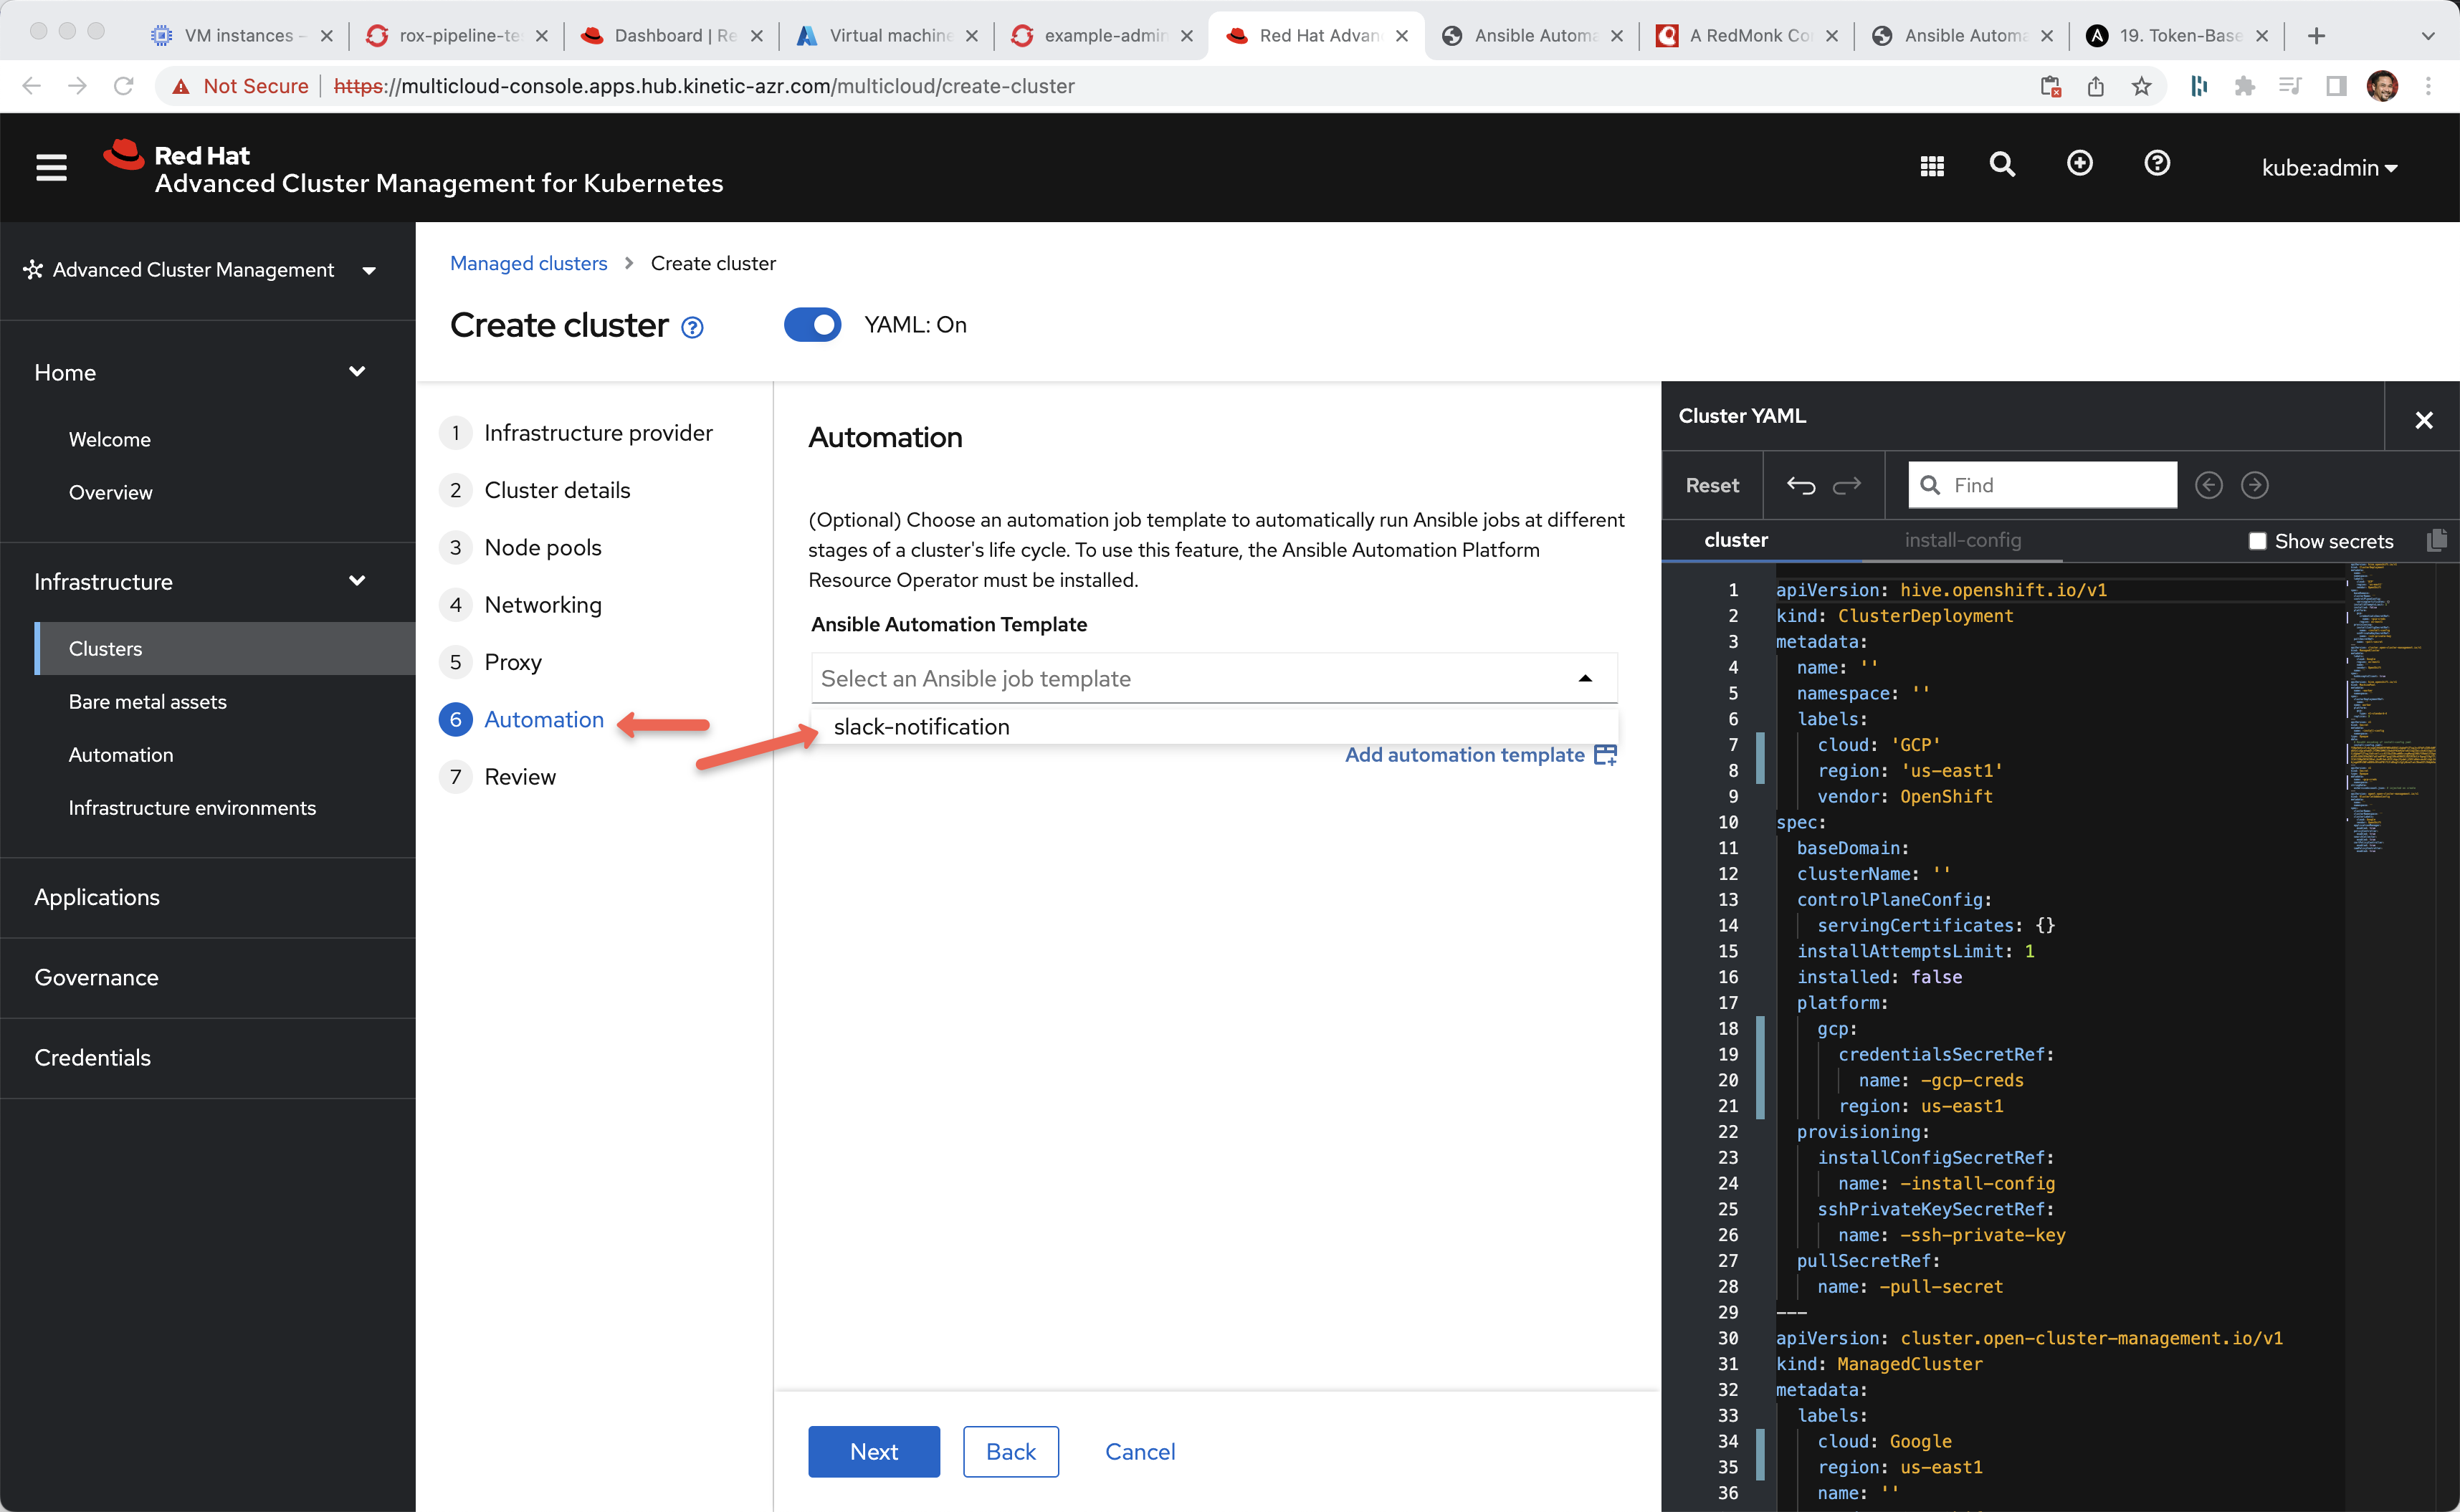 VM instances –
rox-pipeline-te
Dashboard | Re
Virtual machine
example-admin
Red Hat Advan
Ansible Automa
A RedMonk Co
Ansible Automa
19. Token-Base
Not Secure
https://multicloud-console.apps.hub.kinetic-azr.com/multicloud/create-cluster
Red Hat
Advanced Cluster Management for Kubernetes
kube:admin
Advanced Cluster Management
Home
Welcome
Overview
Infrastructure
Clusters
Bare metal assets
Automation
Infrastructure environments
Applications
Governance
Credentials
Managed clusters
Create cluster
Create cluster
YAML: On
1 Infrastructure provider
2 Cluster details
3 Node pools
4 Networking
5 Proxy
6 Automation
7 Review
Automation
(Optional) Choose an automation job template to automatically run Ansible jobs at different
stages of a cluster's life cycle. To use this feature, the Ansible Automation Platform
Resource Operator must be installed.
Ansible Automation Template
Select an Ansible job template
slack-notification
Add automation template
Next
Back
Cancel
Cluster YAML
Reset
Find
cluster
install-config
Show secrets
1 apiVersion: hive.openshift.io/v1
2 kind: ClusterDeployment
3 metadata:
4 name: ''
5 namespace: ''
6 labels:
7 cloud: 'GCP'
8 region: 'us-east1'
9 vendor: OpenShift
10 spec:
11 baseDomain:
12 clusterName: ''
13 controlPlaneConfig:
14 servingCertificates: {}
15 installAttemptsLimit: 1
16 installed: false
17 platform:
18 gcp:
19 credentialsSecretRef:
20 name: -gcp-creds
21 region: us-east1
22 provisioning:
23 installConfigSecretRef:
24 name: -install-config
25 sshPrivateKeySecretRef:
26 name: -ssh-private-key
27 pullSecretRef:
28 name: -pull-secret
29 ---
30 apiVersion: cluster.open-cluster-management.io/v1
31 kind: ManagedCluster
32 metadata:
33 labels:
34 cloud: Google
35 region: us-east1
36 name: ''